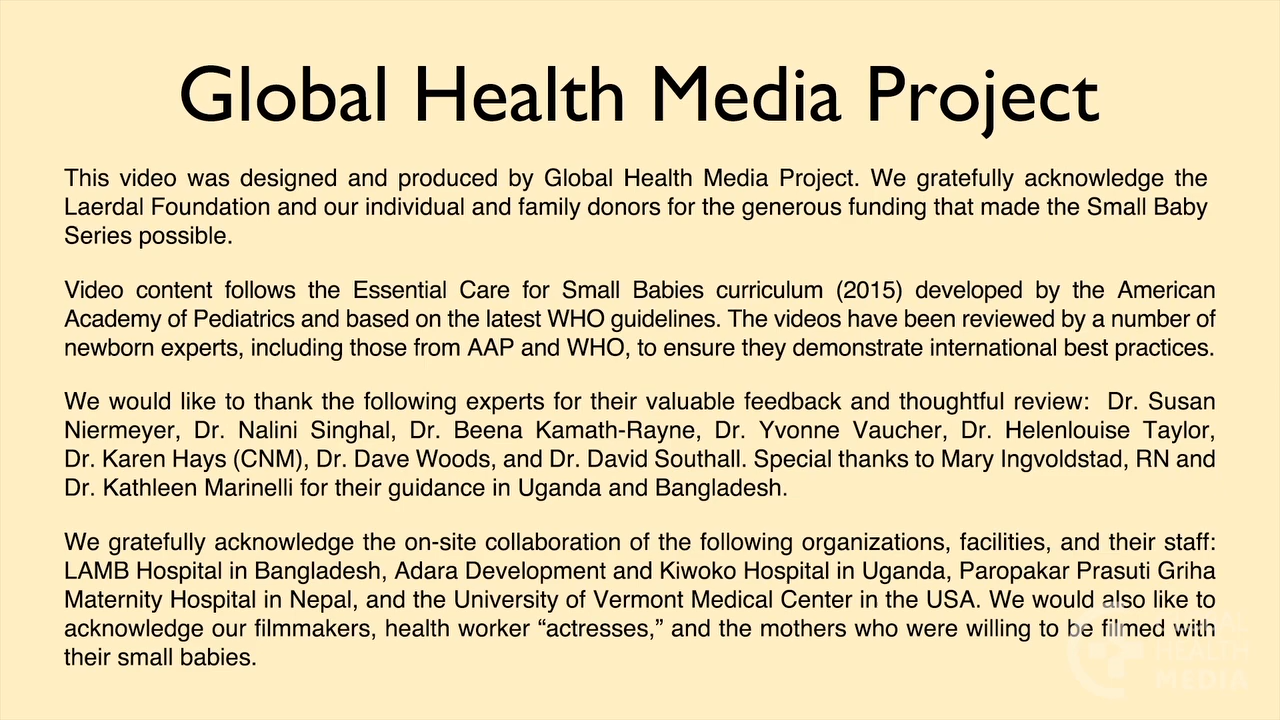 Global Health Media Project
This video was designed and produced by Global Health Media Project. We gratefully acknowledge the
Laerdal Foundation and our individual and family donors for the generous funding that made the Small Baby
Series possible.
Video content follows the Essential Care for Small Babies curriculum (2015) developed by the American
Academy of Pediatrics and based on the latest WHO guidelines. The videos have been reviewed by a number of
newborn experts, including those from AAP and WHO, to ensure they demonstrate international best practices.
We would like to thank the following experts for their valuable feedback and thoughtful review:  Dr. Susan
Niermeyer, Dr. Nalini Singhal, Dr. Beena Kamath-Rayne, Dr. Yvonne Vaucher, Dr. Helenlouise Taylor,
Dr. Karen Hays (CNM), Dr. Dave Woods, and Dr. David Southall. Special thanks to Mary Ingvoldstad, RN and
Dr. Kathleen Marinelli for their guidance in Uganda and Bangladesh.
We gratefully acknowledge the on-site collaboration of the following organizations, facilities, and their staff:
LAMB Hospital in Bangladesh, Adara Development and Kiwoko Hospital in Uganda, Paropakar Prasuti Griha
Maternity Hospital in Nepal, and the University of Vermont Medical Center in the USA. We would also like to
acknowledge our filmmakers, health worker “actresses,” and the mothers who were willing to be filmed with
their small babies.
GLOBAL
HEALTH
MEDIA